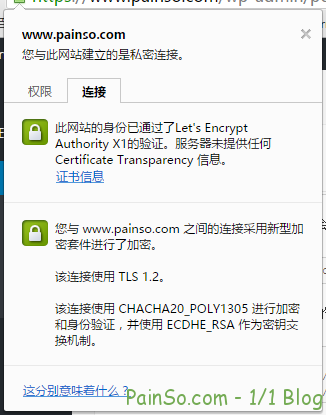 https://www.painso.com/wp-admin/po
www.painso.com
您与此网站建立的是私密连接。
权限 连接
此网站的身份已通过了Let's Encrypt
Authority X1的验证。服务器未提供任何
Certificate Transparency 信息。
证书信息
您与 www.painso.com 之间的连接采用新型加
密套件进行了加密。
该连接使用 TLS 1.2。
该连接使用 CHACHA20_POLY1305 进行加密
和身份验证，并使用 ECDHE_RSA 作为密钥交
换机制。
这分别意味着什么？
PainSo.com - 1/1 Blog